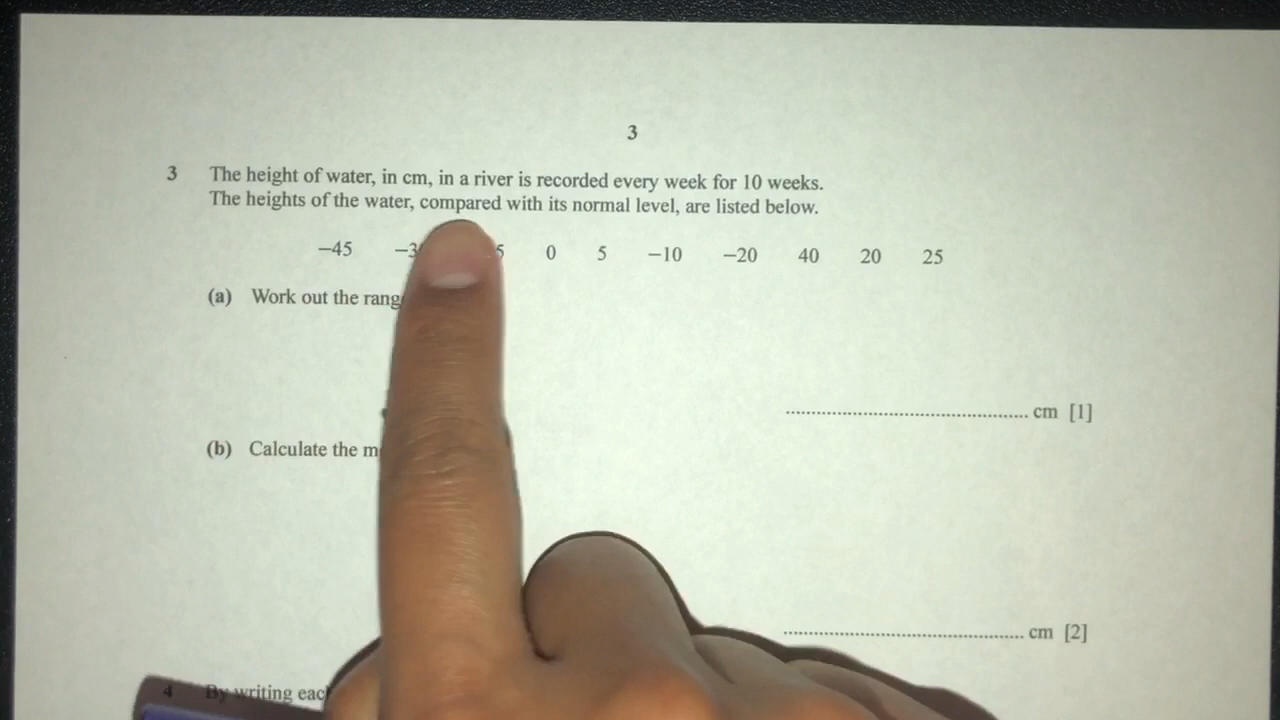 3
3 The height of water, in cm, in a river is recorded every week for 10 weeks.
The heights of the water, compared with its normal level, are listed below.
−45 0 5 −10 −20 40 20 25
(a) Work out the
.......................................... cm [1]
(b) Calculate the
.......................................... cm [2]
4 By writing